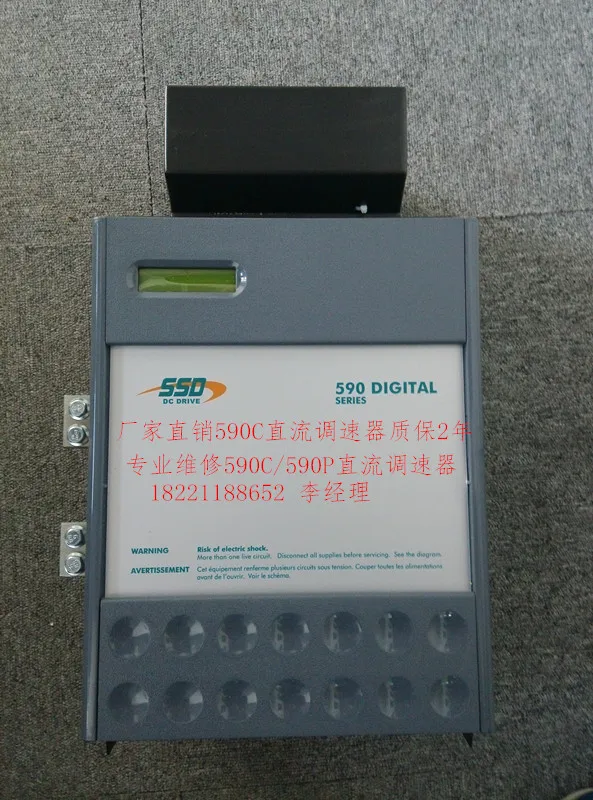 SSD
DC DRIVE
590 DIGITAL
SERIES
厂家直销590C直流调速器质保2年
专业维修590C/590P直流调速器
18221188652 李经理
WARNING Risk of electric shock.
More than one live circuit. Disconnect all supplies before servicing. See the diagram.
AVERTISSEMENT Cet équipement renferme plusieurs circuits sous tension. Couper toutes les alimentations
avant de l'ouvrir. Voir le schéma.